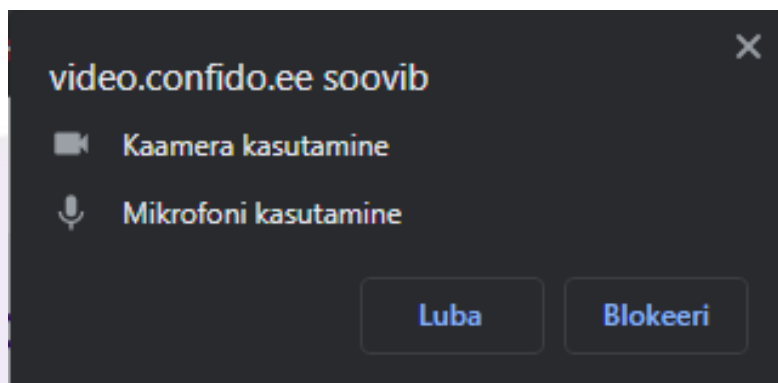 video.confido.ee soovib
Kaamera kasutamine
Mikrofoni kasutamine
Luba
Blokeeri